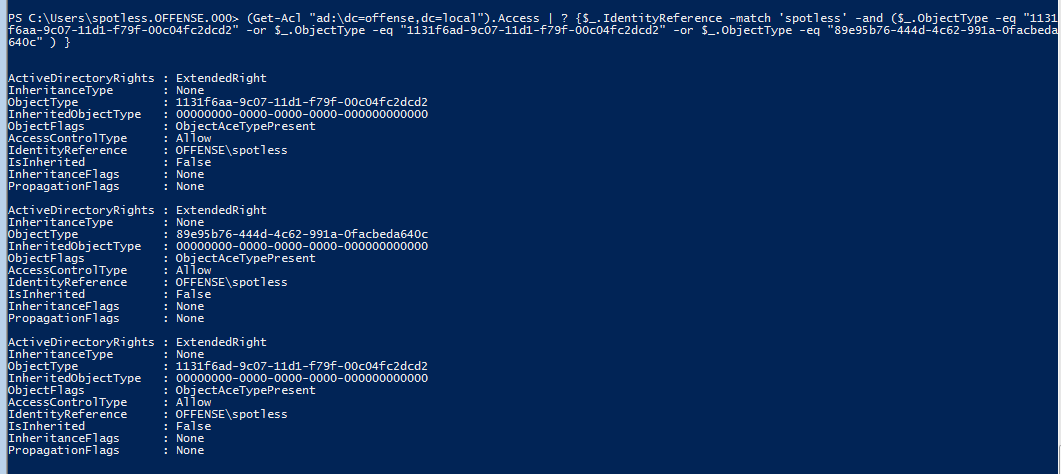 PS C:\Users\spotless.OFFENSE.000> (Get-Acl "ad:\dc=offense,dc=local").Access | ? {$_.IdentityReference -match 'spotless' -and ($_.ObjectType -eq "1131
f6aa-9c07-11d1-f79f-00c04fc2dcd2" -or $_.ObjectType -eq "1131f6ad-9c07-11d1-f79f-00c04fc2dcd2" -or $_.ObjectType -eq "89e95b76-444d-4c62-991a-0facbeda
640c" ) }
ActiveDirectoryRights : ExtendedRight
InheritanceType : None
ObjectType : 1131f6aa-9c07-11d1-f79f-00c04fc2dcd2
InheritedObjectType : 00000000-0000-0000-0000-000000000000
ObjectFlags : ObjectAceTypePresent
AccessControlType : Allow
IdentityReference : OFFENSE\spotless
IsInherited : False
InheritanceFlags : None
PropagationFlags : None
ActiveDirectoryRights : ExtendedRight
InheritanceType : None
ObjectType : 89e95b76-444d-4c62-991a-0facbeda640c
InheritedObjectType : 00000000-0000-0000-0000-000000000000
ObjectFlags : ObjectAceTypePresent
AccessControlType : Allow
IdentityReference : OFFENSE\spotless
IsInherited : False
InheritanceFlags : None
PropagationFlags : None
ActiveDirectoryRights : ExtendedRight
InheritanceType : None
ObjectType : 1131f6ad-9c07-11d1-f79f-00c04fc2dcd2
InheritedObjectType : 00000000-0000-0000-0000-000000000000
ObjectFlags : ObjectAceTypePresent
AccessControlType : Allow
IdentityReference : OFFENSE\spotless
IsInherited : False
InheritanceFlags : None
PropagationFlags : None